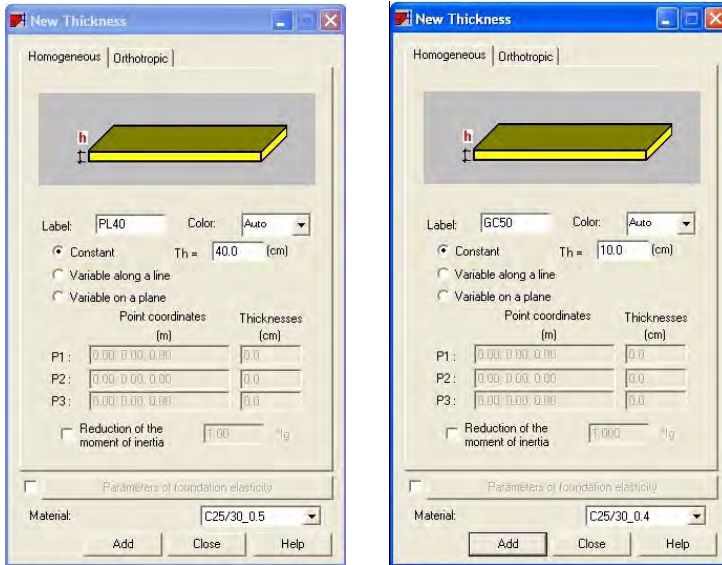 New Thickness
Homogeneous Orthotropic
h
Label: PL40 Color: Auto
Constant Th = 40.0 (cm)
Variable along a line
Variable on a plane
Point coordinates Thicknesses
(m) (cm)
P1 : 0.00, 0.00, 0.00 0.0
P2 : 0.00, 0.00, 0.00 0.0
P3 : 0.00, 0.00, 0.00 0.0
Reduction of the
moment of inertia 1.00 *Ig
Parameters of foundation elasticity
Material: C25/30_0.5
Add Close Help
New Thickness
Homogeneous Orthotropic
h
Label: GC50 Color: Auto
Constant Th = 10.0 (cm)
Variable along a line
Variable on a plane
Point coordinates Thicknesses
(m) (cm)
P1 : 0.00, 0.00, 0.00 0.0
P2 : 0.00, 0.00, 0.00 0.0
P3 : 0.00, 0.00, 0.00 0.0
Reduction of the
moment of inertia 1.000 *Ig
Parameters of foundation elasticity
Material: C25/30_0.4
Add Close Help